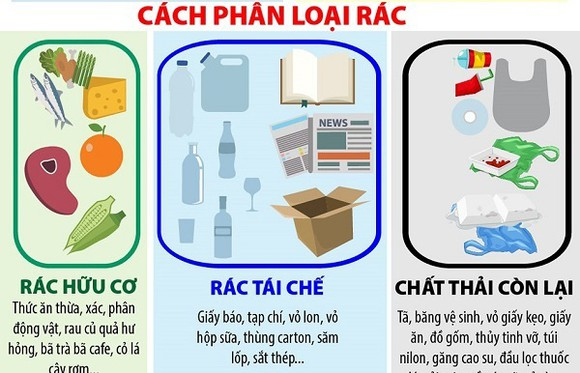 CÁCH PHÂN LOẠI RÁC
NEWS
RÁC HỮU CƠ
Thức ăn thừa, xác, phân
động vật, rau củ quả hư
hỏng, bã trà bã cafe, cỏ lá
cây rơm...
RÁC TÁI CHẾ
Giấy báo, tạp chí, vỏ lon, vỏ
hộp sữa, thùng carton, săm
lốp, sắt thép...
CHẤT THẢI CÒN LẠI
Tã, băng vệ sinh, vỏ giấy kẹo, giấy
ăn, đồ gốm, thủy tinh vỡ, túi
nilon, găng cao su, đầu lọc thuốc